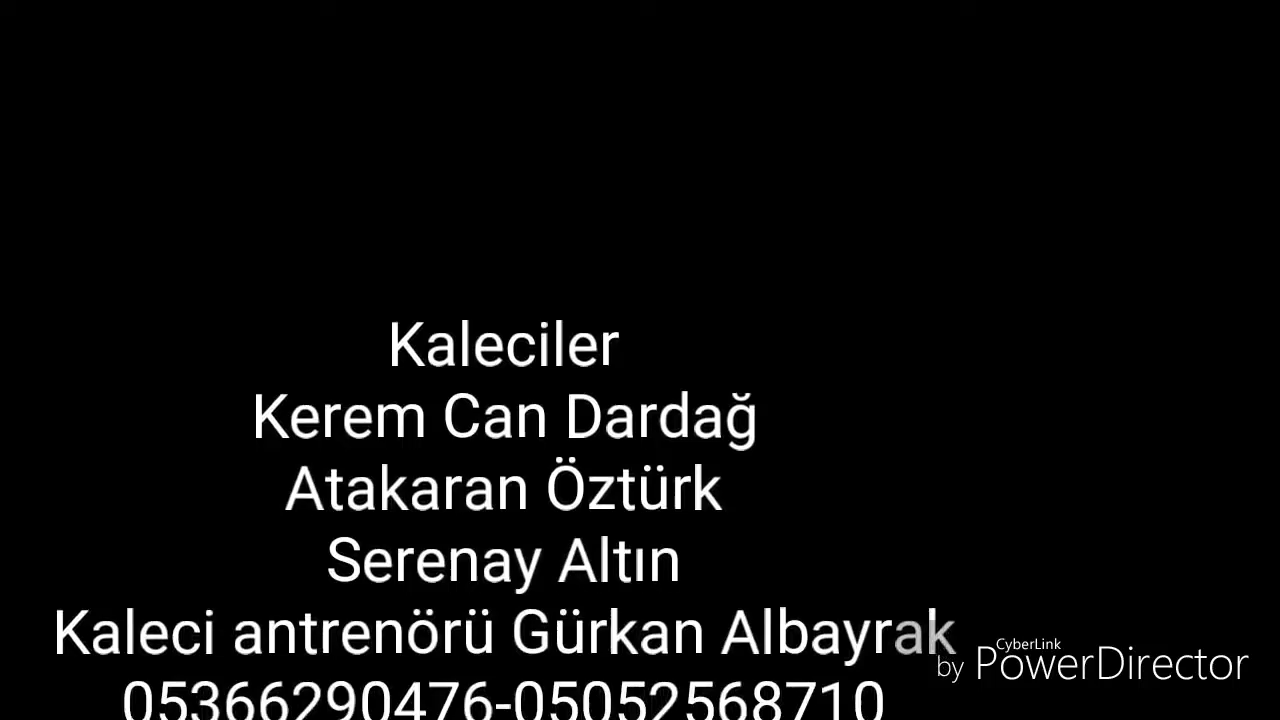 Kaleciler
Kerem Can Dardağ
Atakaran Öztürk
Serenay Altın
Kaleci antrenörü Gürkan Albayrak
05366290476-05052568710
CyberLink
by PowerDirector